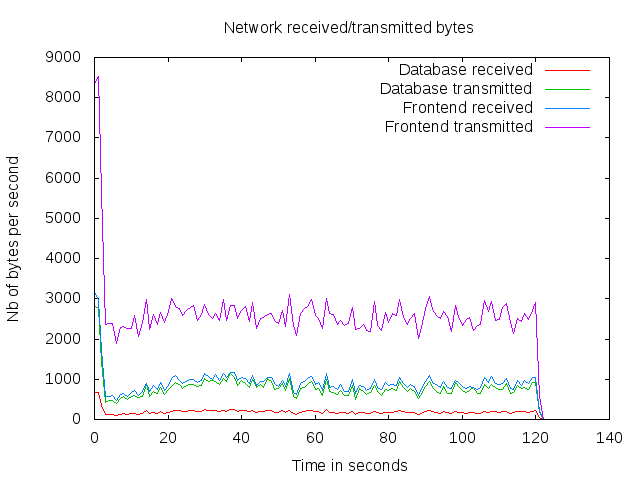 Network received/transmitted bytes
Nb of bytes per second
9000
8000
7000
6000
5000
4000
3000
2000
1000
0
Database received
Database transmitted
Frontend received
Frontend transmitted
0 20 40 60 80 100 120 140
Time in seconds